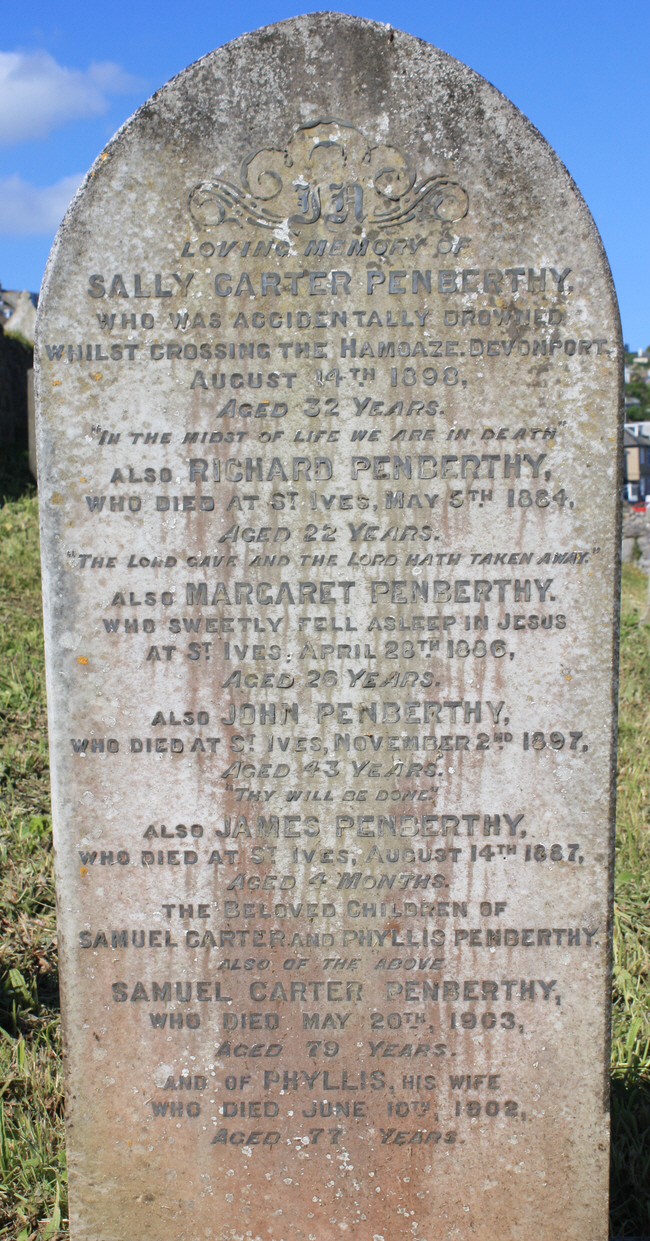 IN
LOVING MEMORY OF
SALLY CARTER PENBERTHY,
WHO WAS ACCIDENTALLY DROWNED
WHILST CROSSING THE HAMOAZE. DEVONPORT.
AUGUST 14TH 1898,
AGED 32 YEARS.
"IN THE MIDST OF LIFE WE ARE IN DEATH"
ALSO RICHARD PENBERTHY,
WHO DIED AT ST IVES, MAY 5TH 1884,
AGED 22 YEARS.
"THE LORD GAVE AND THE LORD HATH TAKEN AWAY."
ALSO MARGARET PENBERTHY.
WHO SWEETLY FELL ASLEEP IN JESUS
AT ST IVES, APRIL 28TH 1886,
AGED 26 YEARS.
ALSO JOHN PENBERTHY,
WHO DIED AT ST IVES, NOVEMBER 2ND 1897,
AGED 43 YEARS.
"THY WILL BE DONE."
ALSO JAMES PENBERTHY,
WHO DIED AT ST IVES, AUGUST 14TH 1887,
AGED 4 MONTHS.
THE BELOVED CHILDREN OF
SAMUEL CARTER AND PHYLLIS PENBERTHY.
ALSO OF THE ABOVE
SAMUEL CARTER PENBERTHY,
WHO DIED MAY 20TH, 1903,
AGED 79 YEARS.
AND OF PHYLLIS, HIS WIFE
WHO DIED JUNE 10TH, 1902,
AGED 77 YEARS.